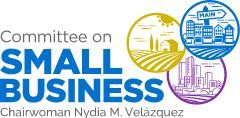 Committee on
SMALL
BUSINESS
Chairwoman Nydia M. Velázquez
MAIN